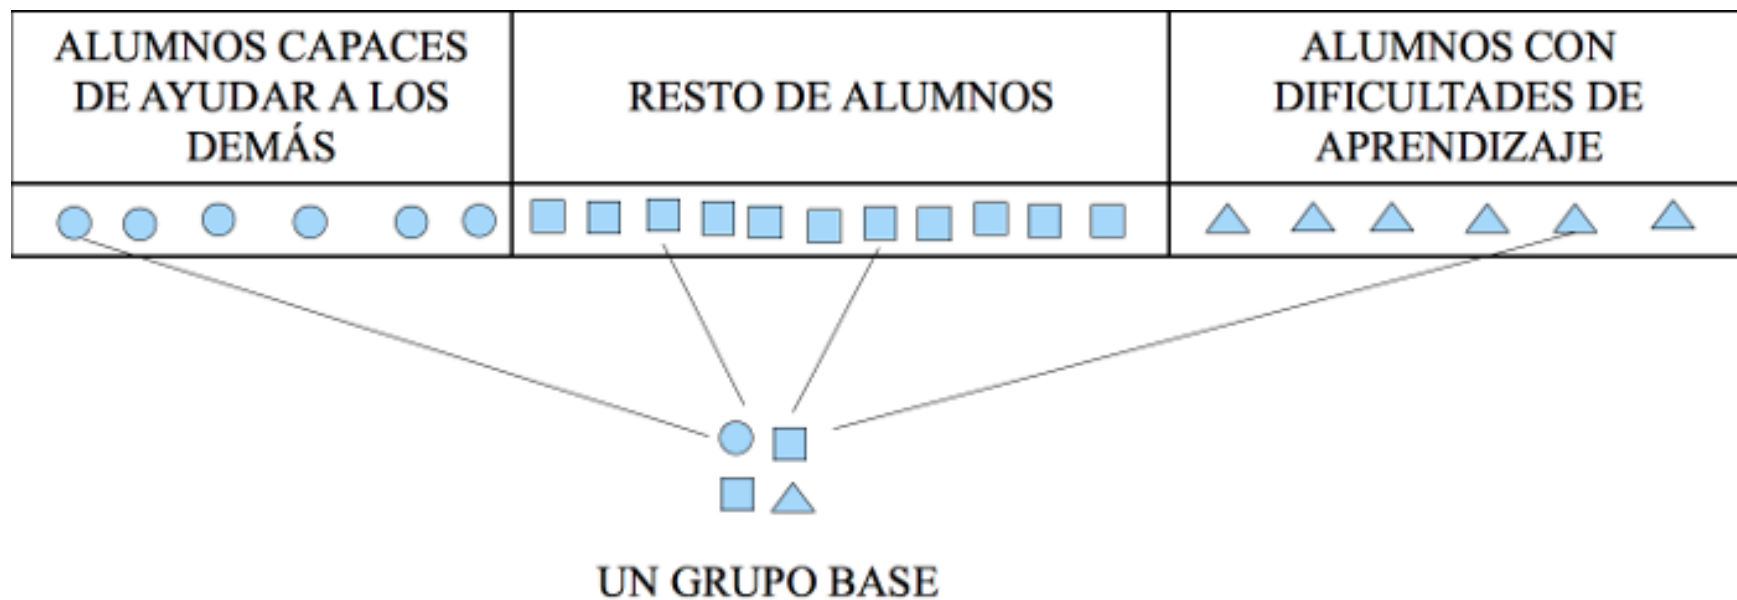 ALUMNOS CAPACES
DE AYUDAR A LOS
DEMÁS
RESTO DE ALUMNOS
ALUMNOS CON
DIFICULTADES DE
APRENDIZAJE
UN GRUPO BASE